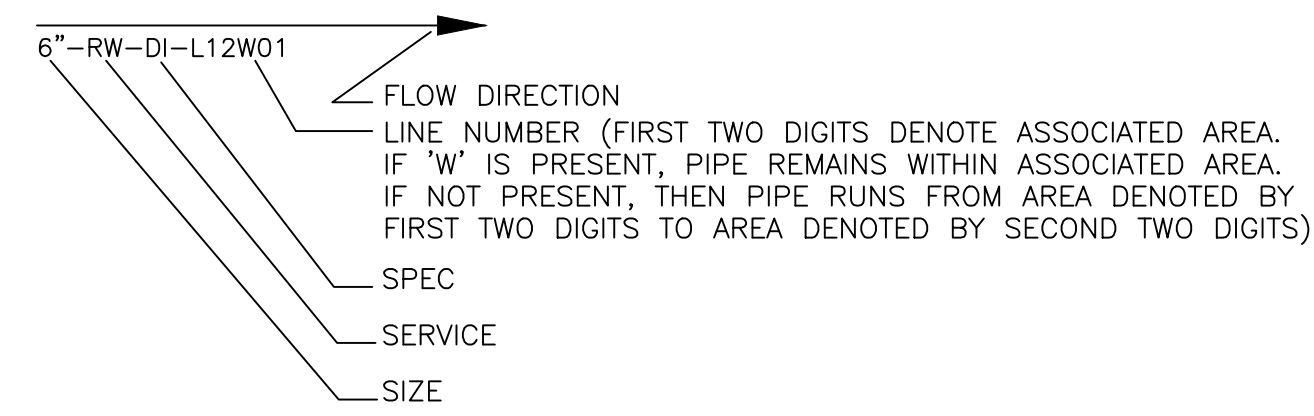 6"-RW-DI-L12W01
FLOW DIRECTION
LINE NUMBER (FIRST TWO DIGITS DENOTE ASSOCIATED AREA.
IF 'W' IS PRESENT, PIPE REMAINS WITHIN ASSOCIATED AREA.
IF NOT PRESENT, THEN PIPE RUNS FROM AREA DENOTED BY
FIRST TWO DIGITS TO AREA DENOTED BY SECOND TWO DIGITS)
SPEC
SERVICE
SIZE